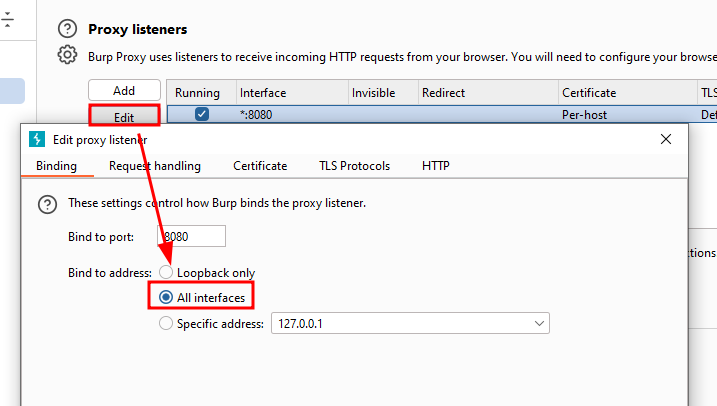 Proxy listeners
Burp Proxy uses listeners to receive incoming HTTP requests from your browser. You will need to configure your browse
Add
Running Interface Invisible Redirect Certificate TL
Edit
*:8080 Per-host De
Edit proxy listener
Binding Request handling Certificate TLS Protocols HTTP
These settings control how Burp binds the proxy listener.
Bind to port: 8080
tions
Bind to address: Loopback only
All interfaces
Specific address: 127.0.0.1